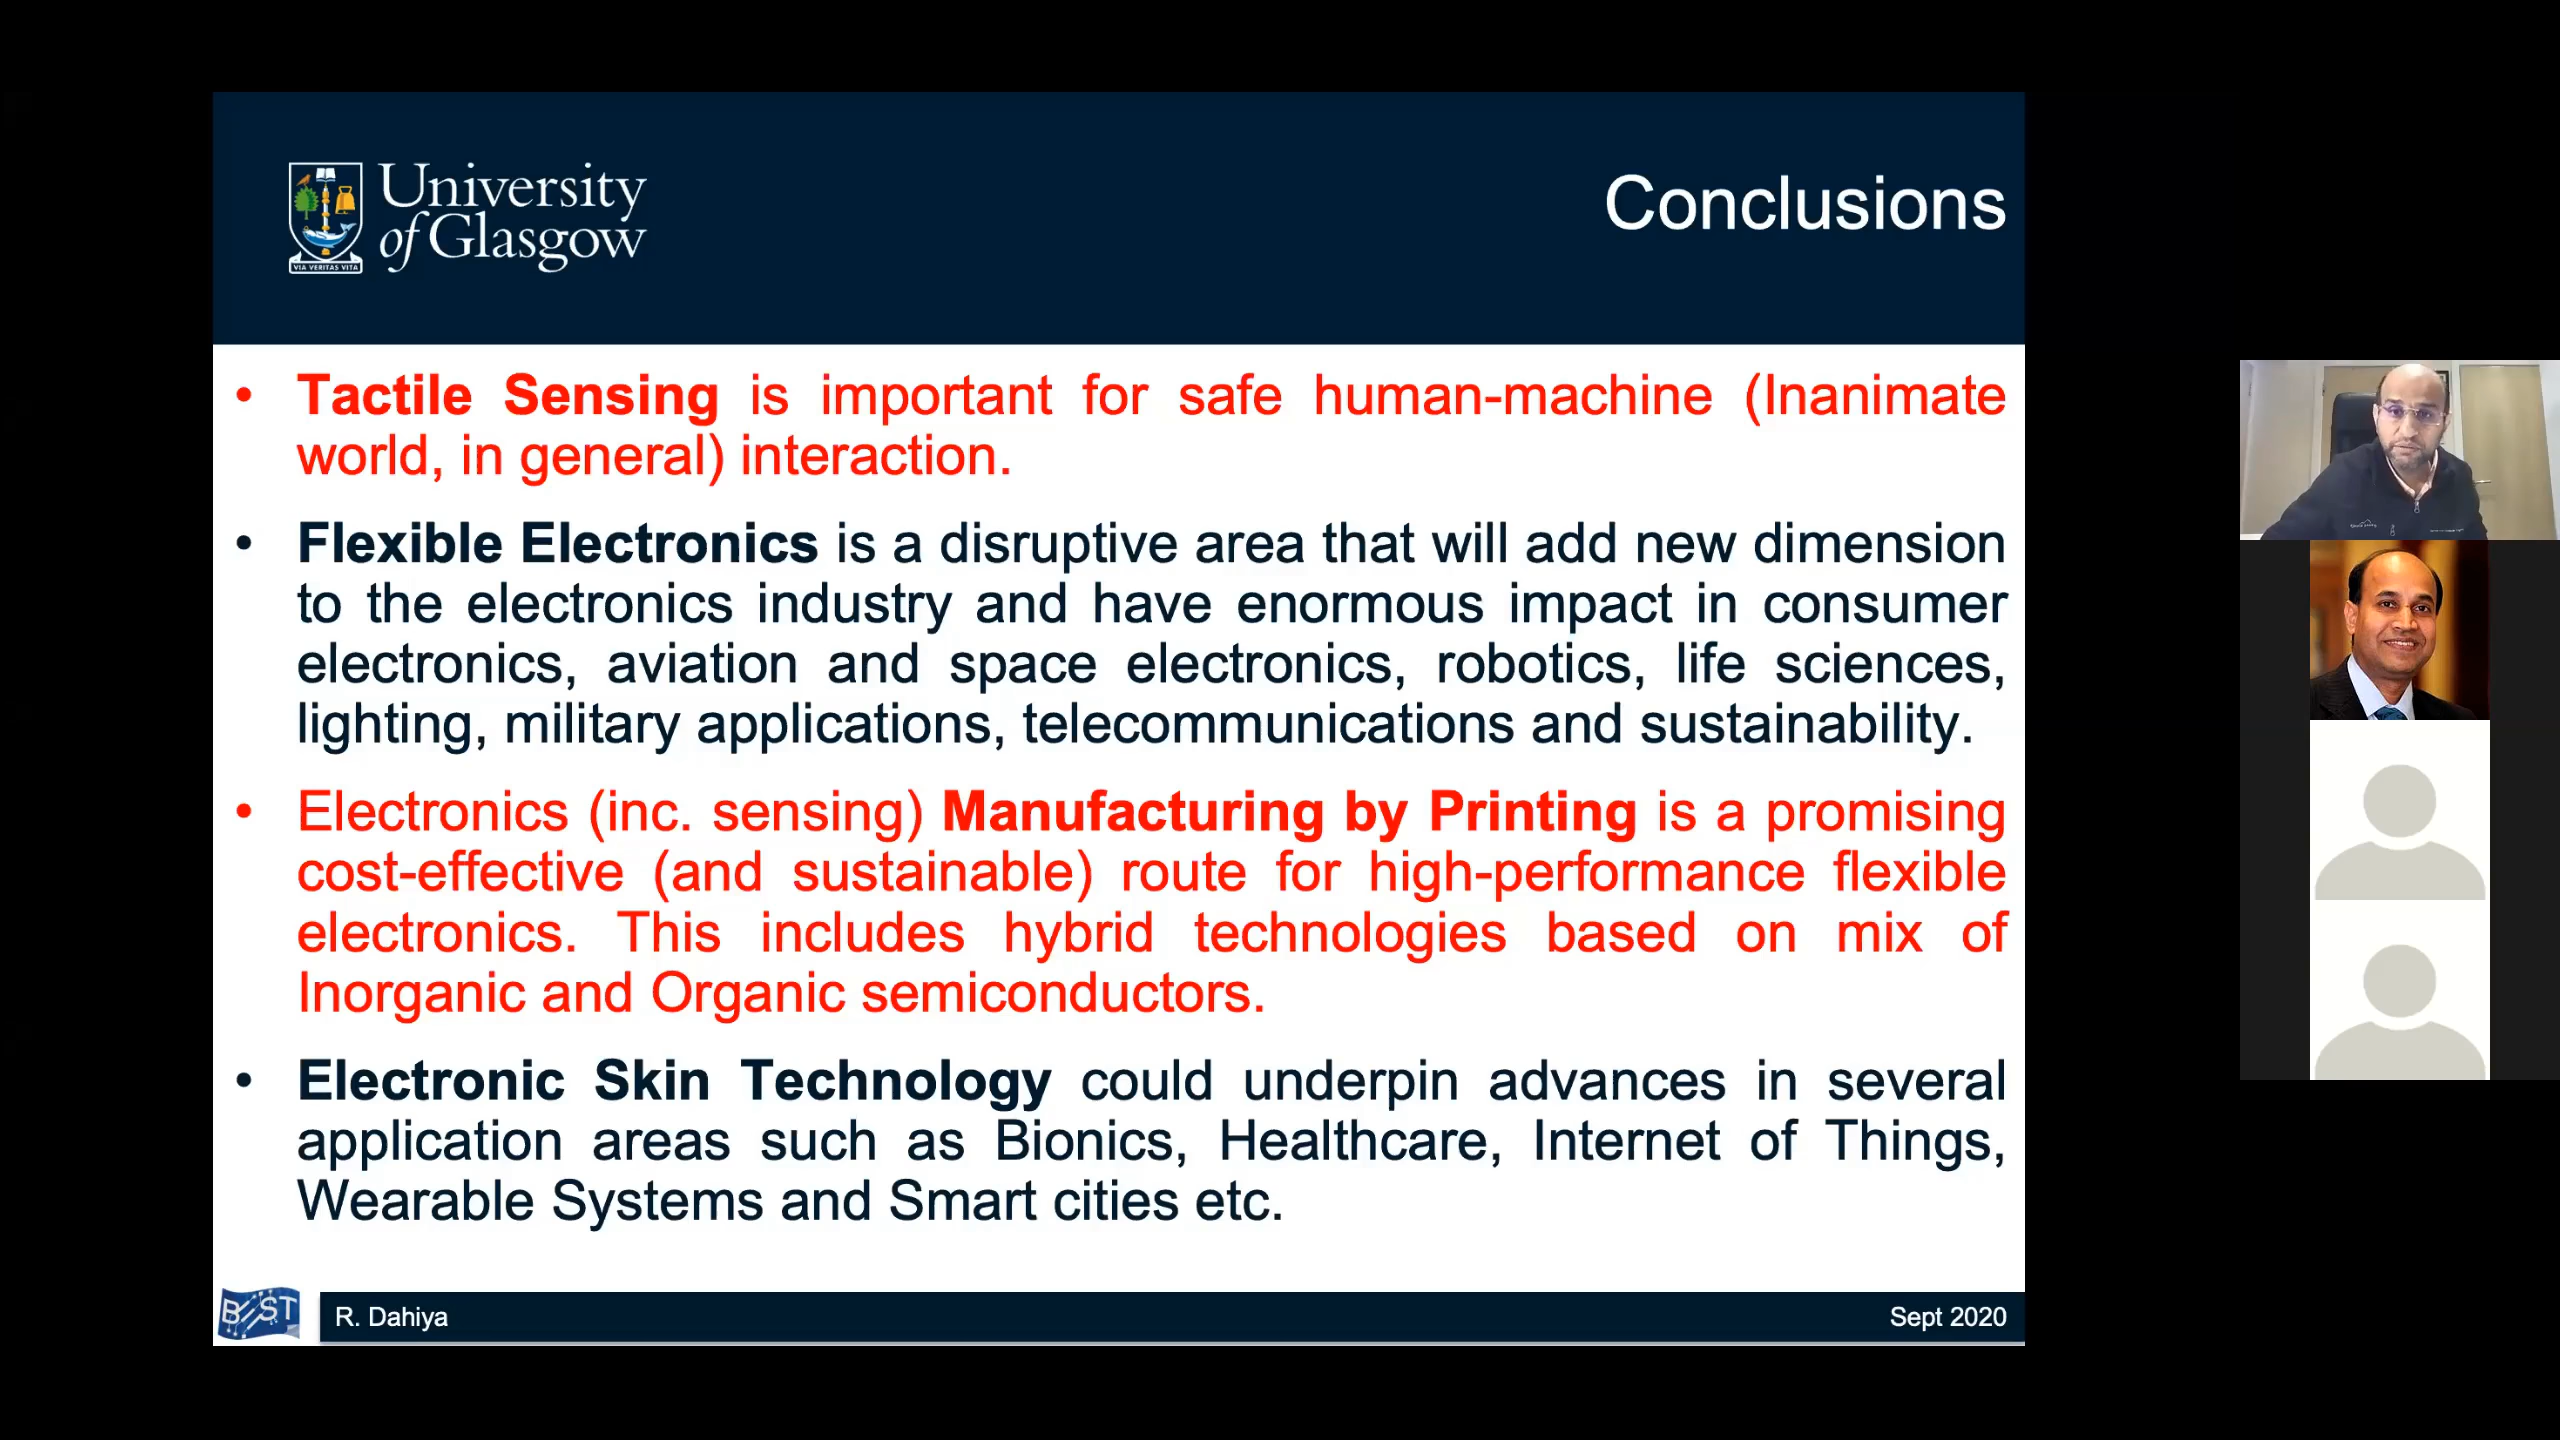 University
of Glasgow
VIA VERITAS VITA
Conclusions
• Tactile Sensing is important for safe human-machine (Inanimate
world, in general) interaction.
• Flexible Electronics is a disruptive area that will add new dimension
to the electronics industry and have enormous impact in consumer
electronics, aviation and space electronics, robotics, life sciences,
lighting, military applications, telecommunications and sustainability.
• Electronics (inc. sensing) Manufacturing by Printing is a promising
cost-effective (and sustainable) route for high-performance flexible
electronics. This includes hybrid technologies based on mix of
Inorganic and Organic semiconductors.
• Electronic Skin Technology could underpin advances in several
application areas such as Bionics, Healthcare, Internet of Things,
Wearable Systems and Smart cities etc.
R. Dahiya
Sept 2020